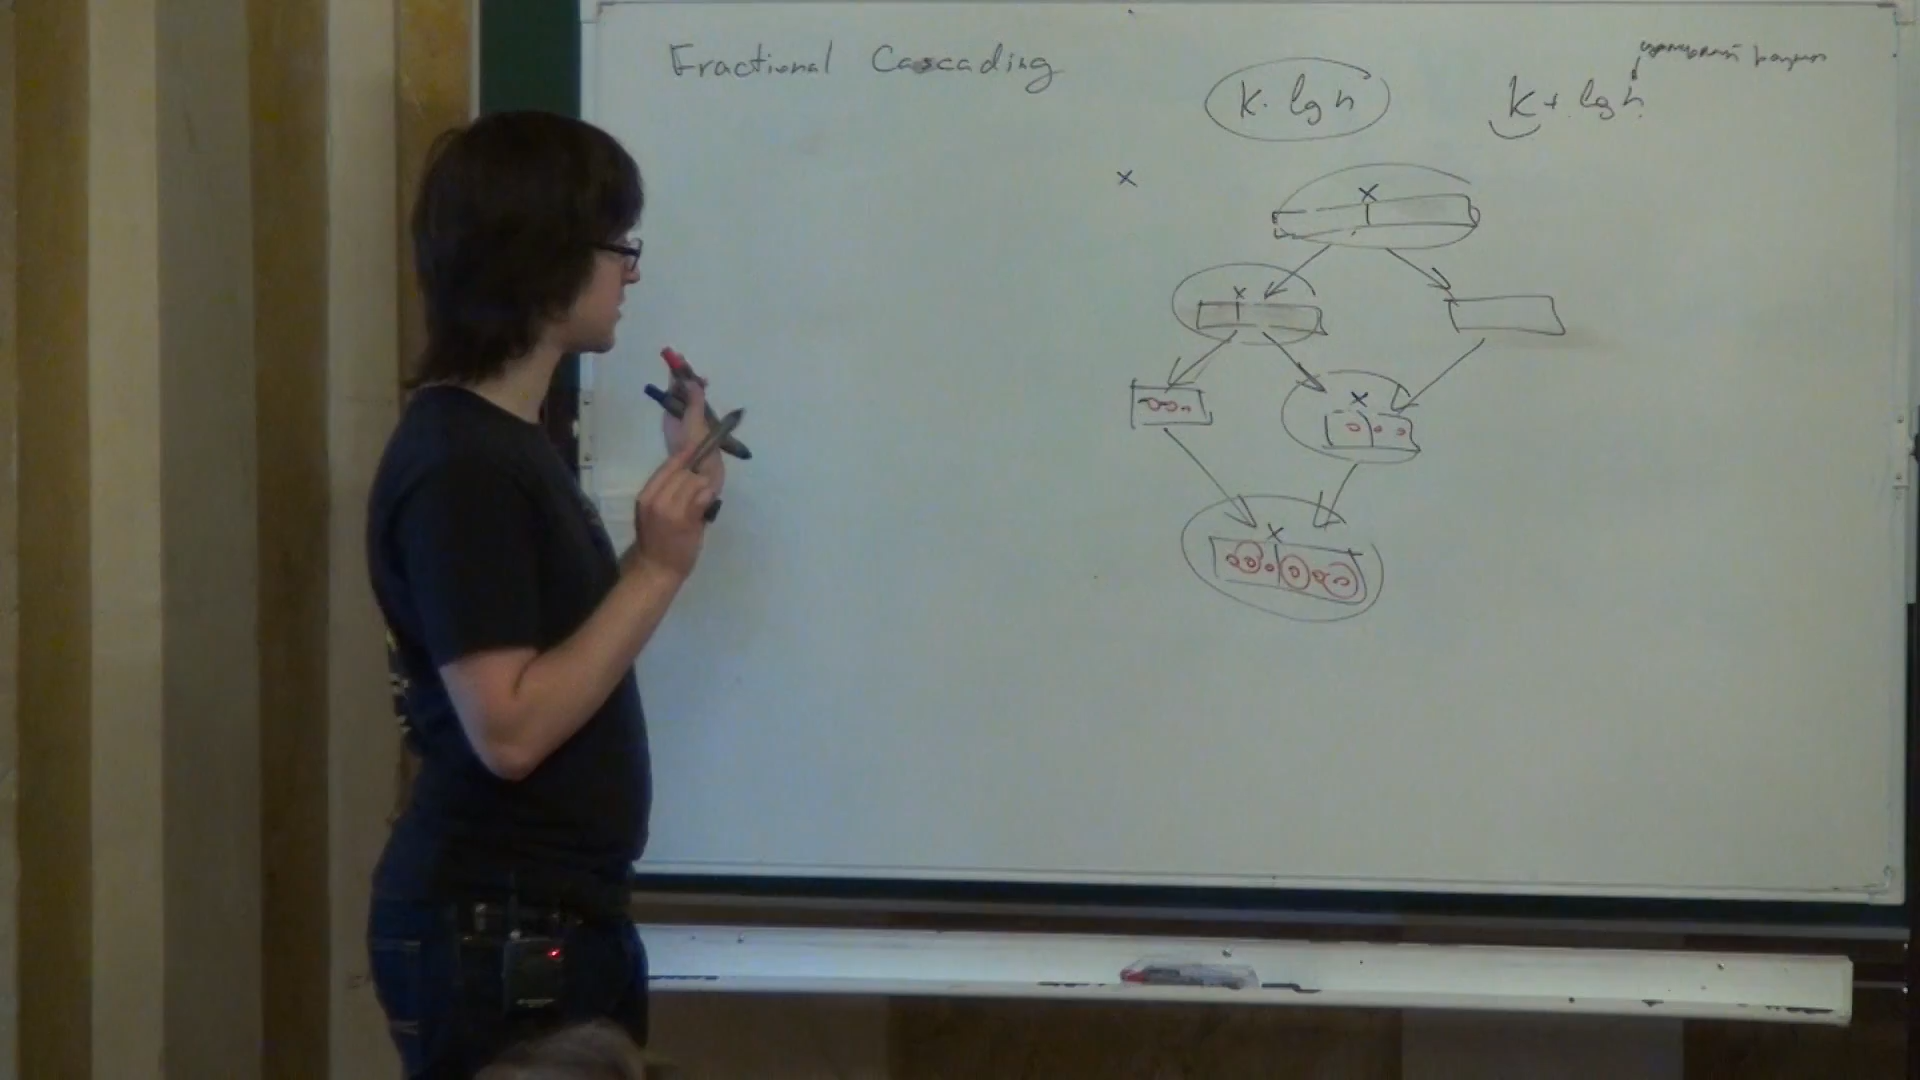 Fractional Cascading
k · lg n
k + lg n
x
x
x
x
x